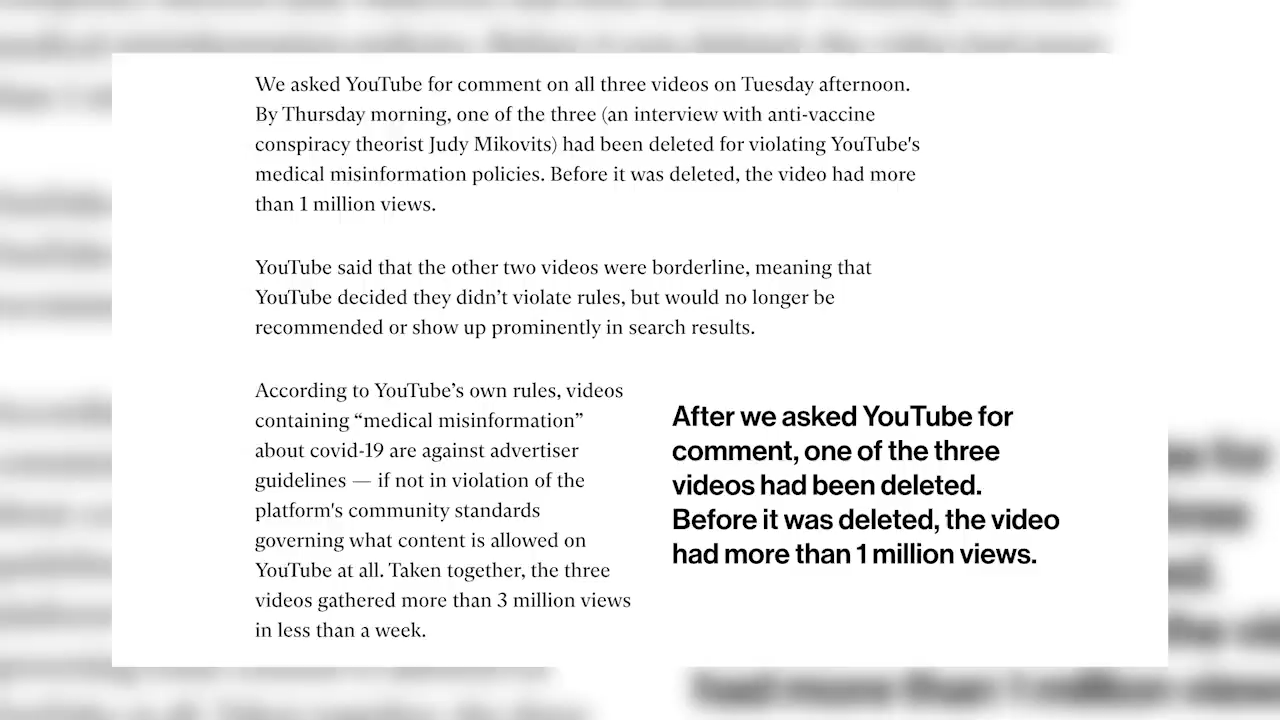 We asked YouTube for comment on all three videos on Tuesday afternoon.
By Thursday morning, one of the three (an interview with anti-vaccine
conspiracy theorist Judy Mikovits) had been deleted for violating YouTube's
medical misinformation policies. Before it was deleted, the video had more
than 1 million views.
YouTube said that the other two videos were borderline, meaning that
YouTube decided they didn’t violate rules, but would no longer be
recommended or show up prominently in search results.
According to YouTube’s own rules, videos
containing “medical misinformation”
about covid-19 are against advertiser
guidelines — if not in violation of the
platform's community standards
governing what content is allowed on
YouTube at all. Taken together, the three
videos gathered more than 3 million views
in less than a week.
After we asked YouTube for
comment, one of the three
videos had been deleted.
Before it was deleted, the video
had more than 1 million views.